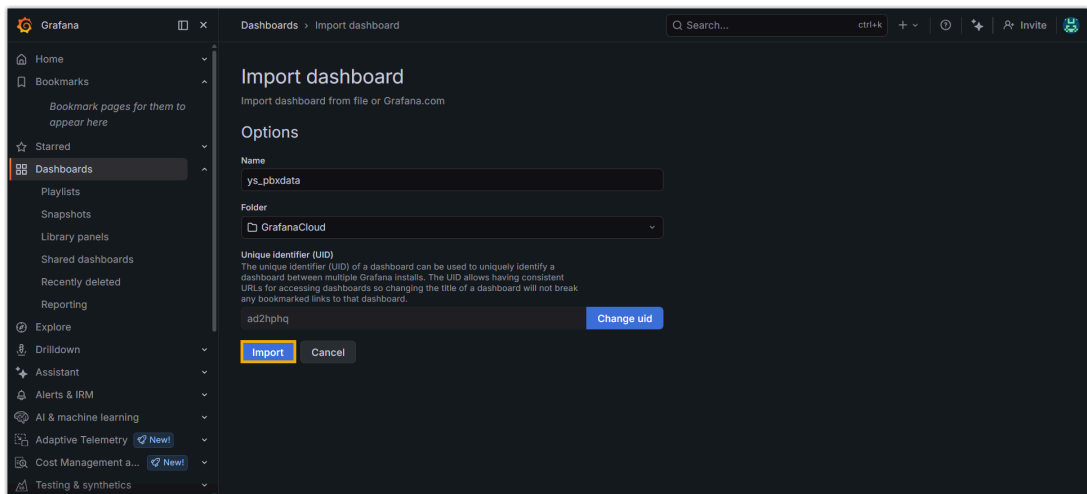 Grafana
Dashboards › Import dashboard
Search...
ctrl+k
Invite
Home
Bookmarks
Bookmark pages for them to
appear here
Starred
Dashboards
Playlists
Snapshots
Library panels
Shared dashboards
Recently deleted
Reporting
Explore
Drilldown
Assistant
Alerts & IRM
AI & machine learning
Adaptive Telemetry New!
Cost Management a... New!
Testing & synthetics
Import dashboard
Import dashboard from file or Grafana.com
Options
Name
ys_pbxdata
Folder
GrafanaCloud
Unique identifier (UID)
The unique identifier (UID) of a dashboard can be used to uniquely identify a
dashboard between multiple Grafana installs. The UID allows having consistent
URLs for accessing dashboards so changing the title of a dashboard will not break
any bookmarked links to that dashboard.
ad2hphq
Change uid
Import
Cancel